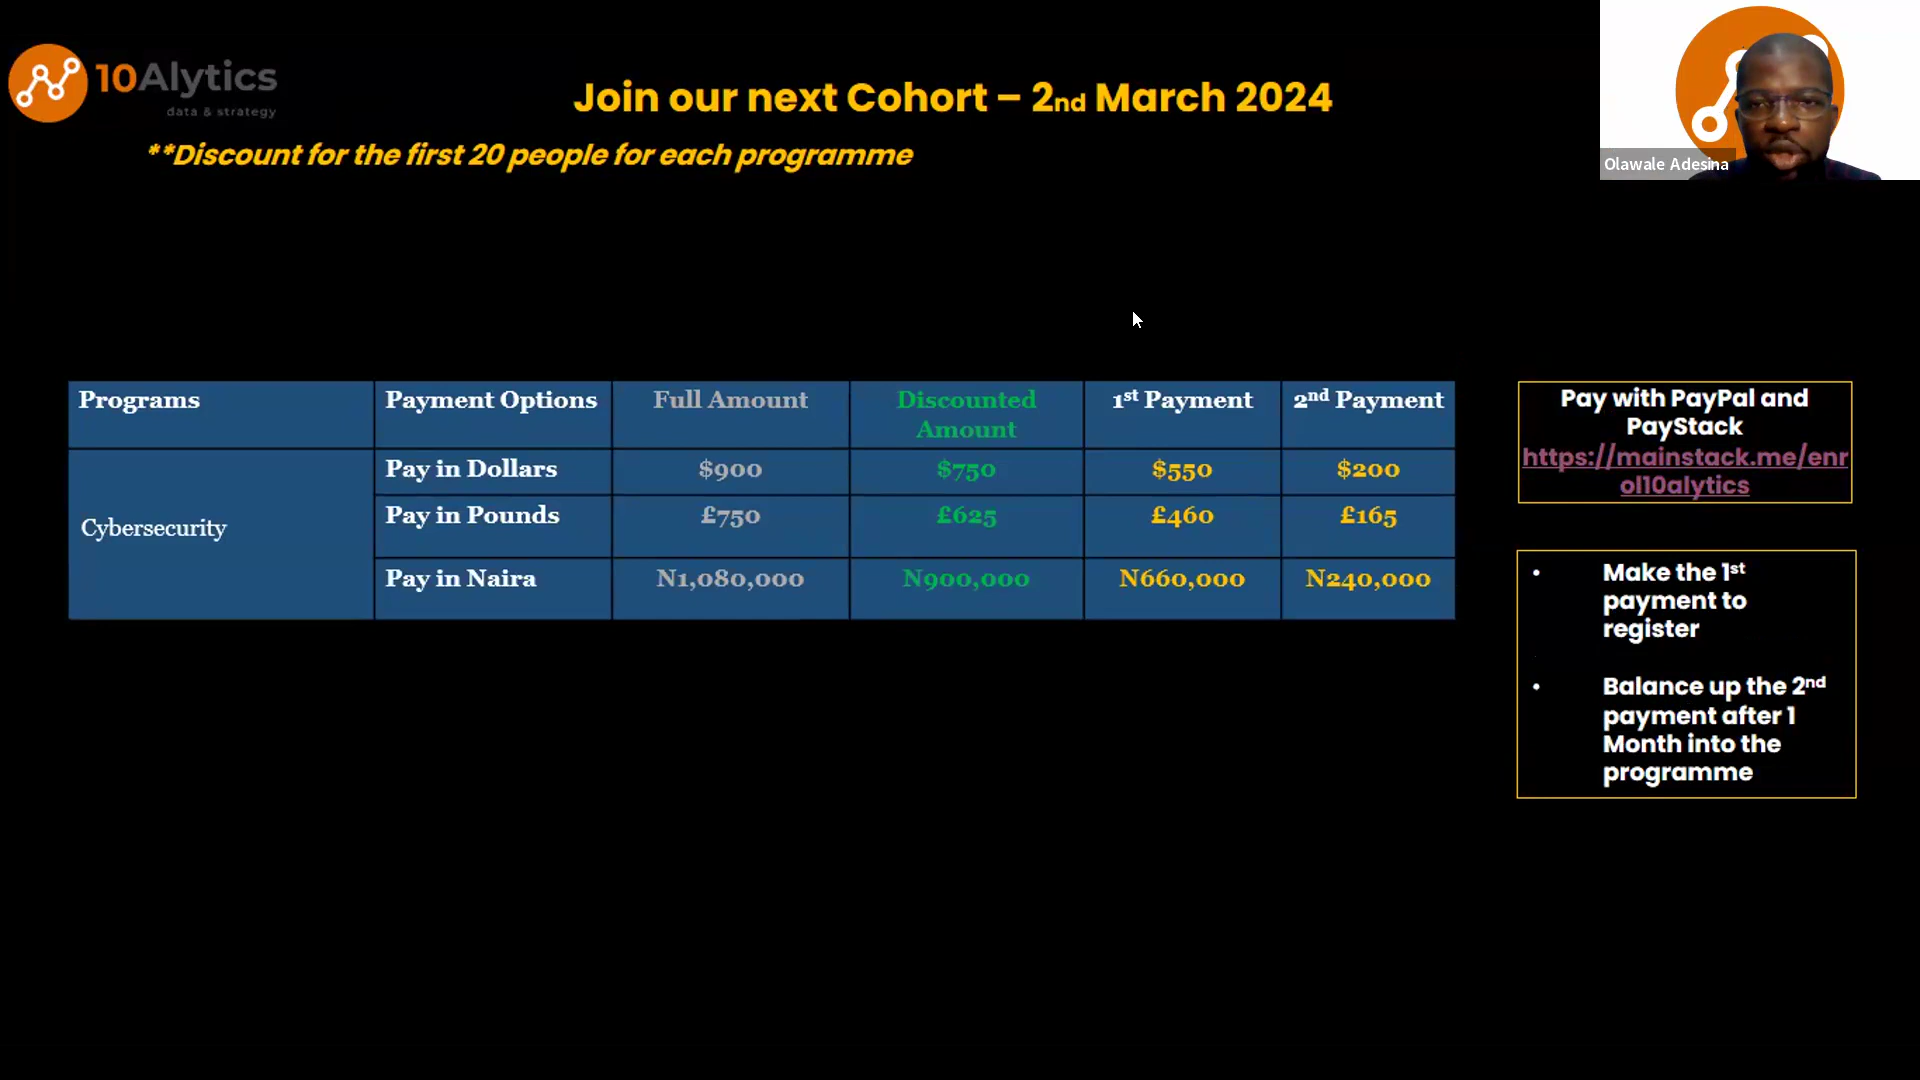 10Alytics
data & strategy
Join our next Cohort – 2nd March 2024
**Discount for the first 20 people for each programme
Olawale Adesina
Programs Payment Options Full Amount Discounted Amount 1st Payment 2nd Payment
Cybersecurity
Pay in Dollars $900 $750 $550 $200
Pay in Pounds £750 £625 £460 £165
Pay in Naira N1,080,000 N900,000 N660,000 N240,000
Pay with PayPal and
PayStack
https://mainstack.me/enr
ol10alytics
• Make the 1st
payment to
register
• Balance up the 2nd
payment after 1
Month into the
programme